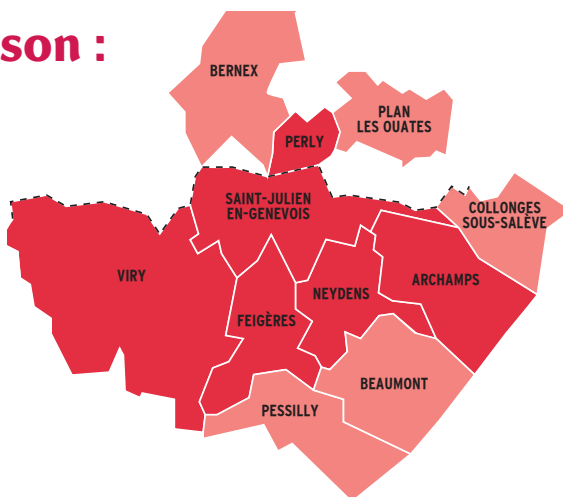 son :
BERNEX
PLAN
LES OUATES
PERLY
SAINT-JULIEN
EN-GENEVOIS
COLLONGES
SOUS-SALÈVE
VIRY
ARCHAMPS
NEYDENS
FEIGÈRES
BEAUMONT
PESSILLY